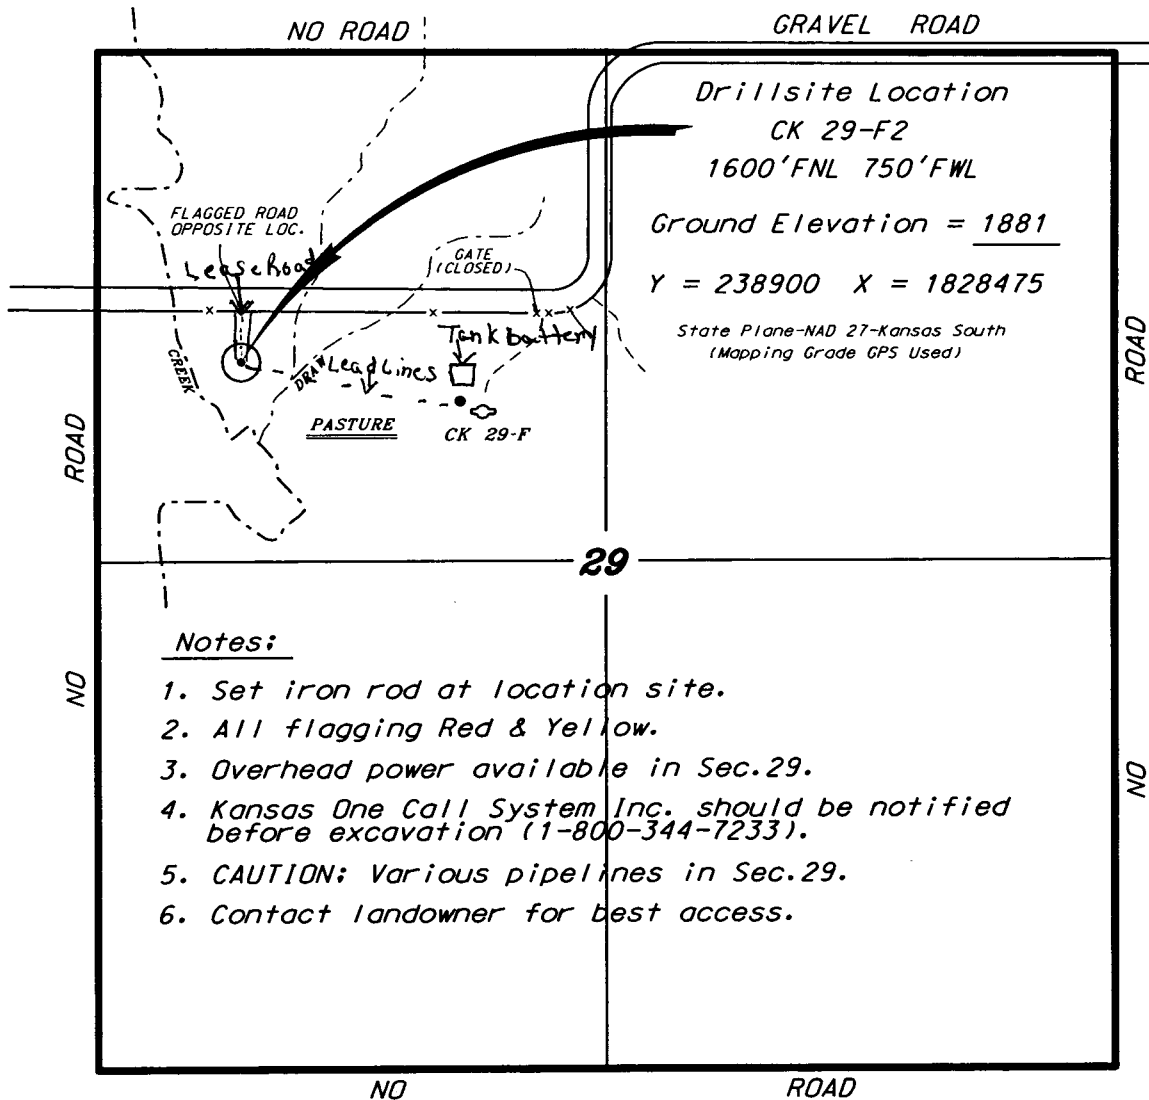 NO ROAD
GRAVEL ROAD
Drillsite Location
CK 29-F2
1600'FNL 750'FWL
Ground Elevation = 1881
Y = 238900 X = 1828475
State Plane-NAD 27-Kansas South
(Mapping Grade GPS Used)
FLAGGED ROAD
OPPOSITE LOC.
Lease Road
GATE
(CLOSED)
Tank battery
CREEK
DRAW
Lead Lines
PASTURE
CK 29-F
NO ROAD
NO ROAD
29
Notes:
1. Set iron rod at location site.
2. All flagging Red & Yellow.
3. Overhead power available in Sec.29.
4. Kansas One Call System Inc. should be notified
before excavation (1-800-344-7233).
5. CAUTION: Various pipelines in Sec.29.
6. Contact landowner for best access.
NO ROAD